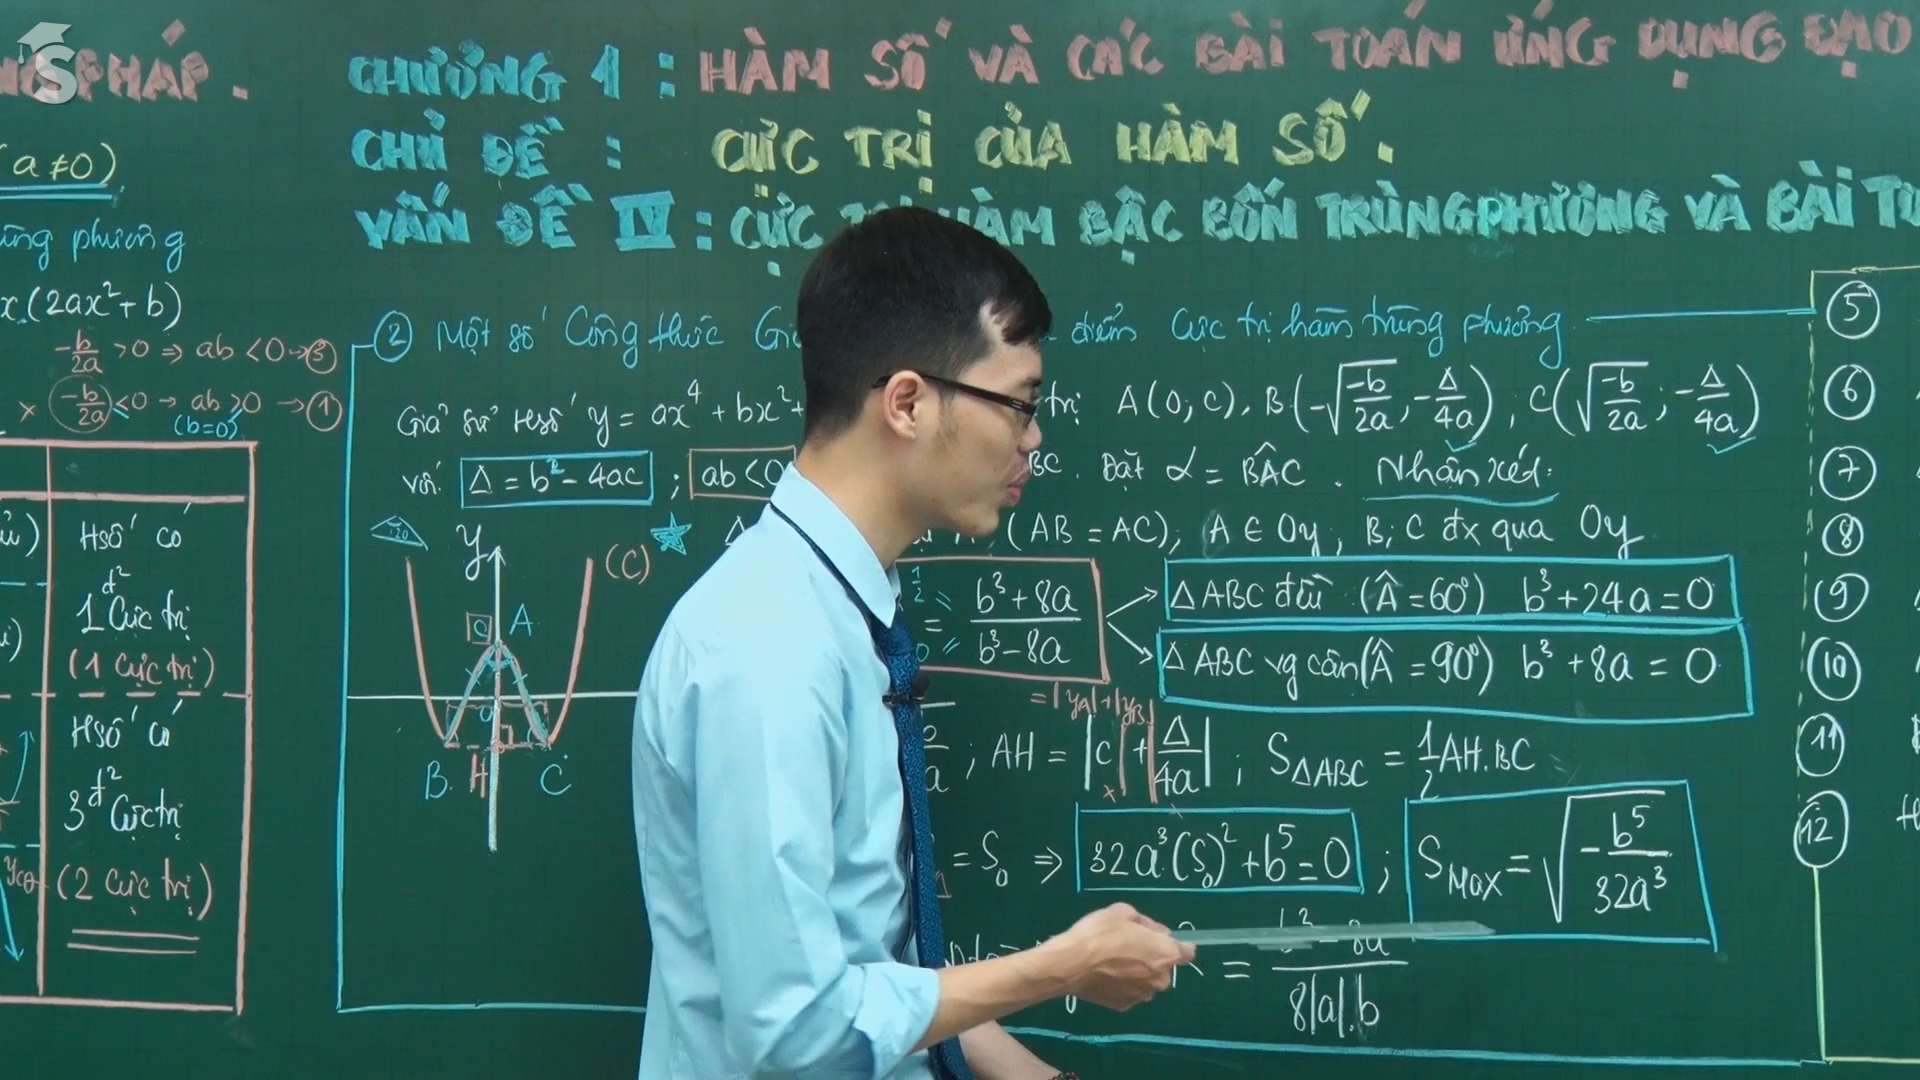 S
PHÁP.
(a≠0)
phương
x(2ax²+b)
-b/2a >0 ⇒ ab <0 → 3
x -b/2a <0 → ab >0 → 1
(b=0)
Hsố có
1 đ² Cực trị
(1 cực trị)
Hsố có
3 đ² Cực trị
(2 cực trị)
CHƯƠNG 1 : HÀM SỐ VÀ CÁC BÀI TOÁN ỨNG DỤNG ĐẠO
CHỦ ĐỀ : CỰC TRỊ CỦA HÀM SỐ.
VẤN ĐỀ IV : CỰC HÀM BẬC BỐN TRÙNG PHƯƠNG VÀ BÀI
2 Một số Công thức điểm Cực trị hàm trùng phương
Giả sử Hsố y = ax⁴ + bx² + trị A(0; c), B(-√(-b/2a); -Δ/4a); C(√(-b/2a); -Δ/4a)
với Δ = b² - 4ac ; ab < 0 BC. Đặt α = BÂC. Nhận xét:
(AB = AC); A ∈ Oy; B; C đx qua Oy
y (C)
c A
B H C
= (b³+8a)/(b³-8a)
ΔABC đều (Â = 60°) b³ + 24a = 0
ΔABC vg cân (Â = 90°) b³ + 8a = 0
= |yA| + |yB|
; AH = |c| + |Δ/4a| ; SΔABC = 1/2 AH.BC
= S₀ ⇒ 32a³(S₀)² + b⁵ = 0 ; SMax = √(-b⁵/32a³)
R = (b³-8a)/(8|a|.b)
5
6
7
8
9
10
11
12